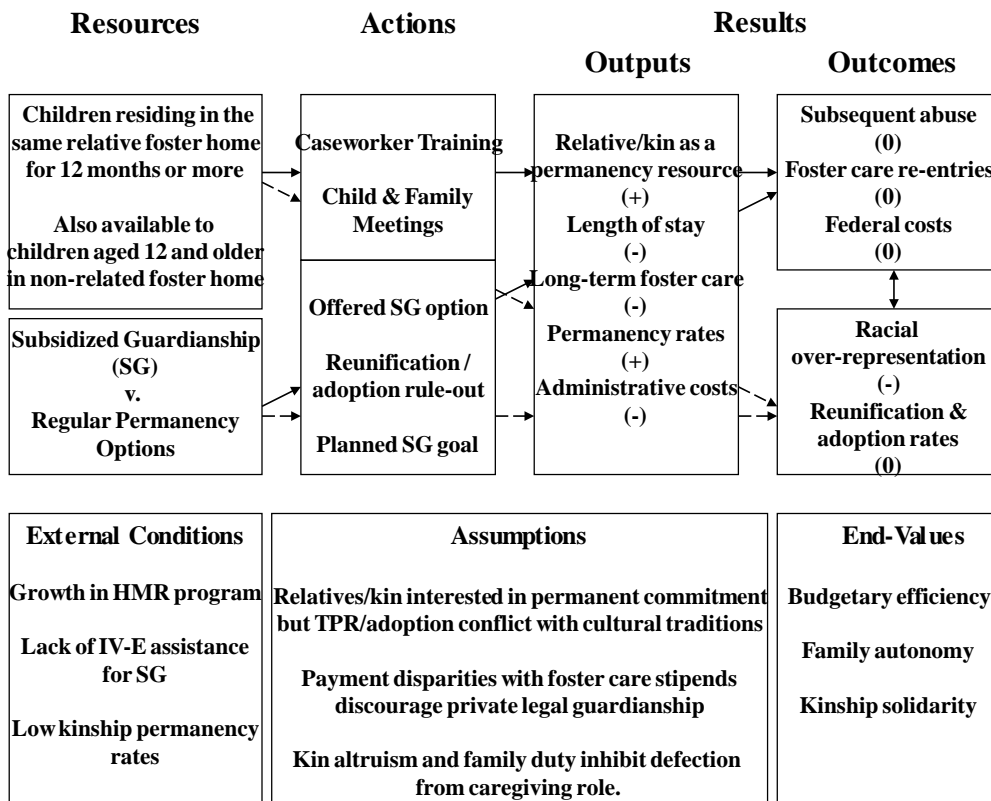 Resources
Actions
Results
Outputs
Outcomes
Children residing in the
same relative foster home
for 12 months or more
Also available to
children aged 12 and older
in non-related foster home
Subsidized Guardianship
(SG)
v.
Regular Permanency
Options
Caseworker Training
Child & Family
Meetings
Offered SG option
Reunification /
adoption rule-out
Planned SG goal
Relative/kin as a
permanency resource
(+)
Length of stay
(-)
Long-term foster care
(-)
Permanency rates
(+)
Administrative costs
(-)
Subsequent abuse
(0)
Foster care re-entries
(0)
Federal costs
(0)
Racial
over-representation
(-)
Reunification &
adoption rates
(0)
External Conditions
Growth in HMR program
Lack of IV-E assistance
for SG
Low kinship permanency
rates
Assumptions
Relatives/kin interested in permanent commitment
but TPR/adoption conflict with cultural traditions
Payment disparities with foster care stipends
discourage private legal guardianship
Kin altruism and family duty inhibit defection
from caregiving role.
End-Values
Budgetary efficiency
Family autonomy
Kinship solidarity